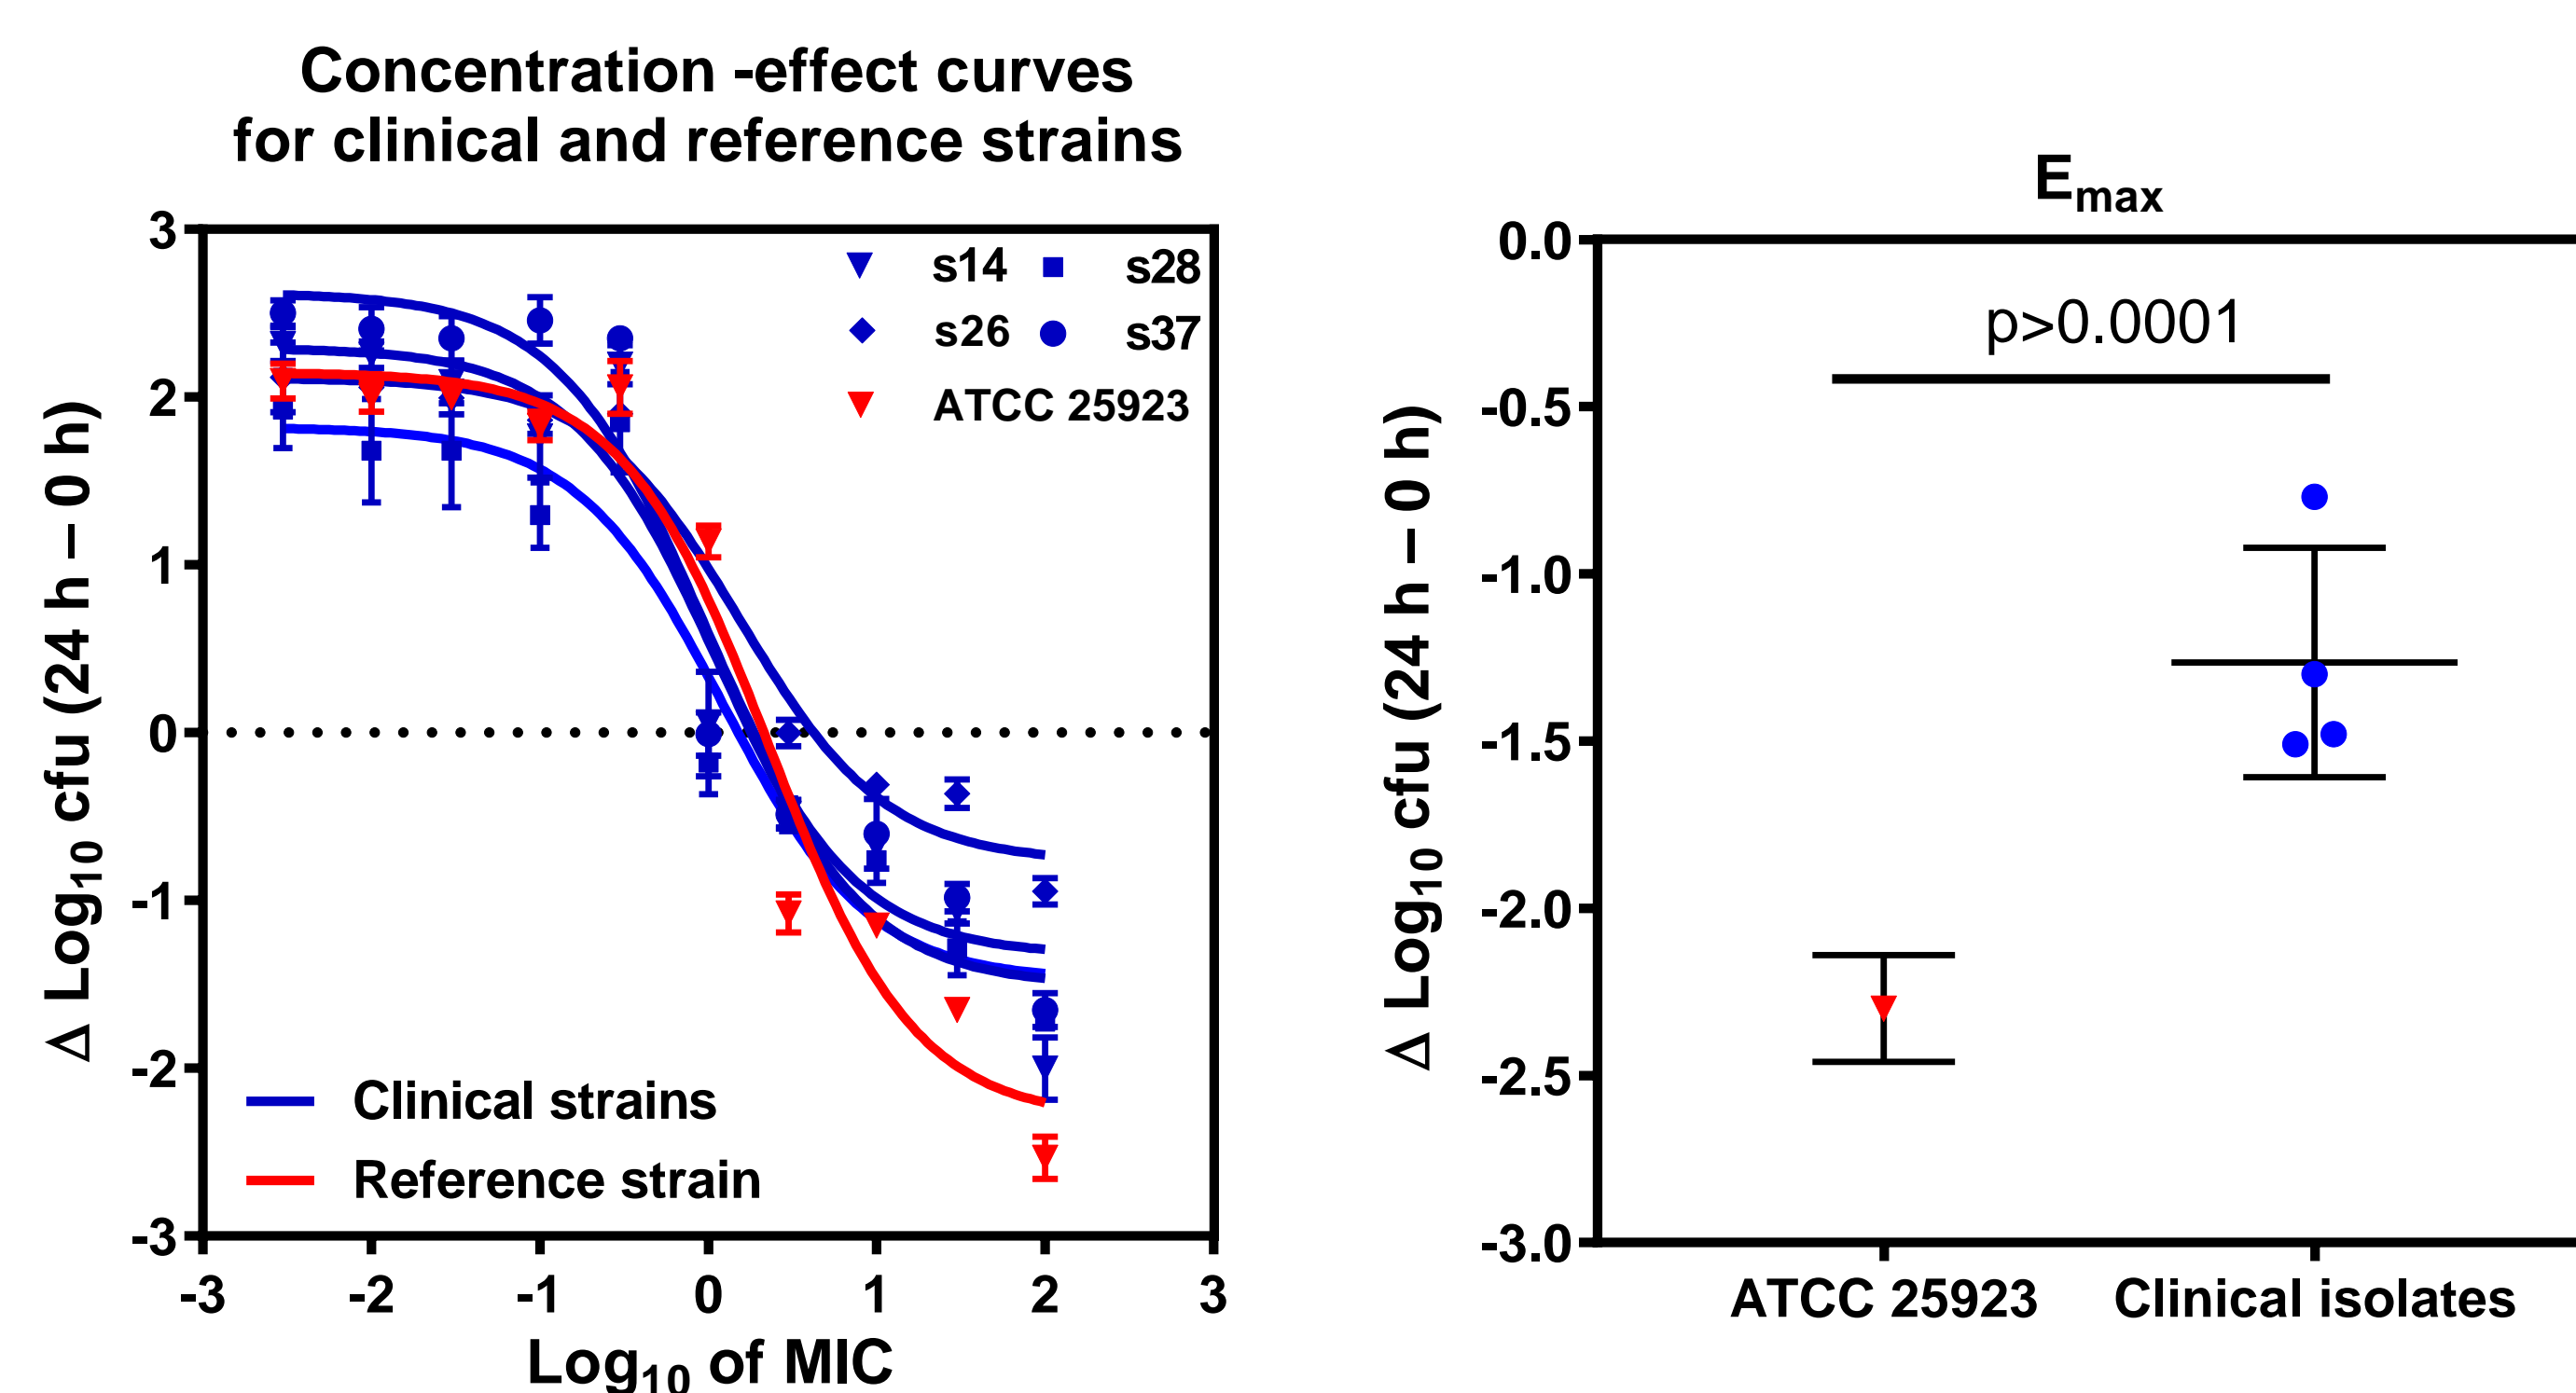 Concentration -effect curves
for clinical and reference strains
Δ Log10 cfu (24 h – 0 h)
3
2
1
0
-1
-2
-3
s14 s28
s26 s37
ATCC 25923
Clinical strains
Reference strain
-3 -2 -1 0 1 2 3
Log10 of MIC
Emax
Δ Log10 cfu (24 h – 0 h)
0.0
-0.5
-1.0
-1.5
-2.0
-2.5
-3.0
p>0.0001
ATCC 25923 Clinical isolates